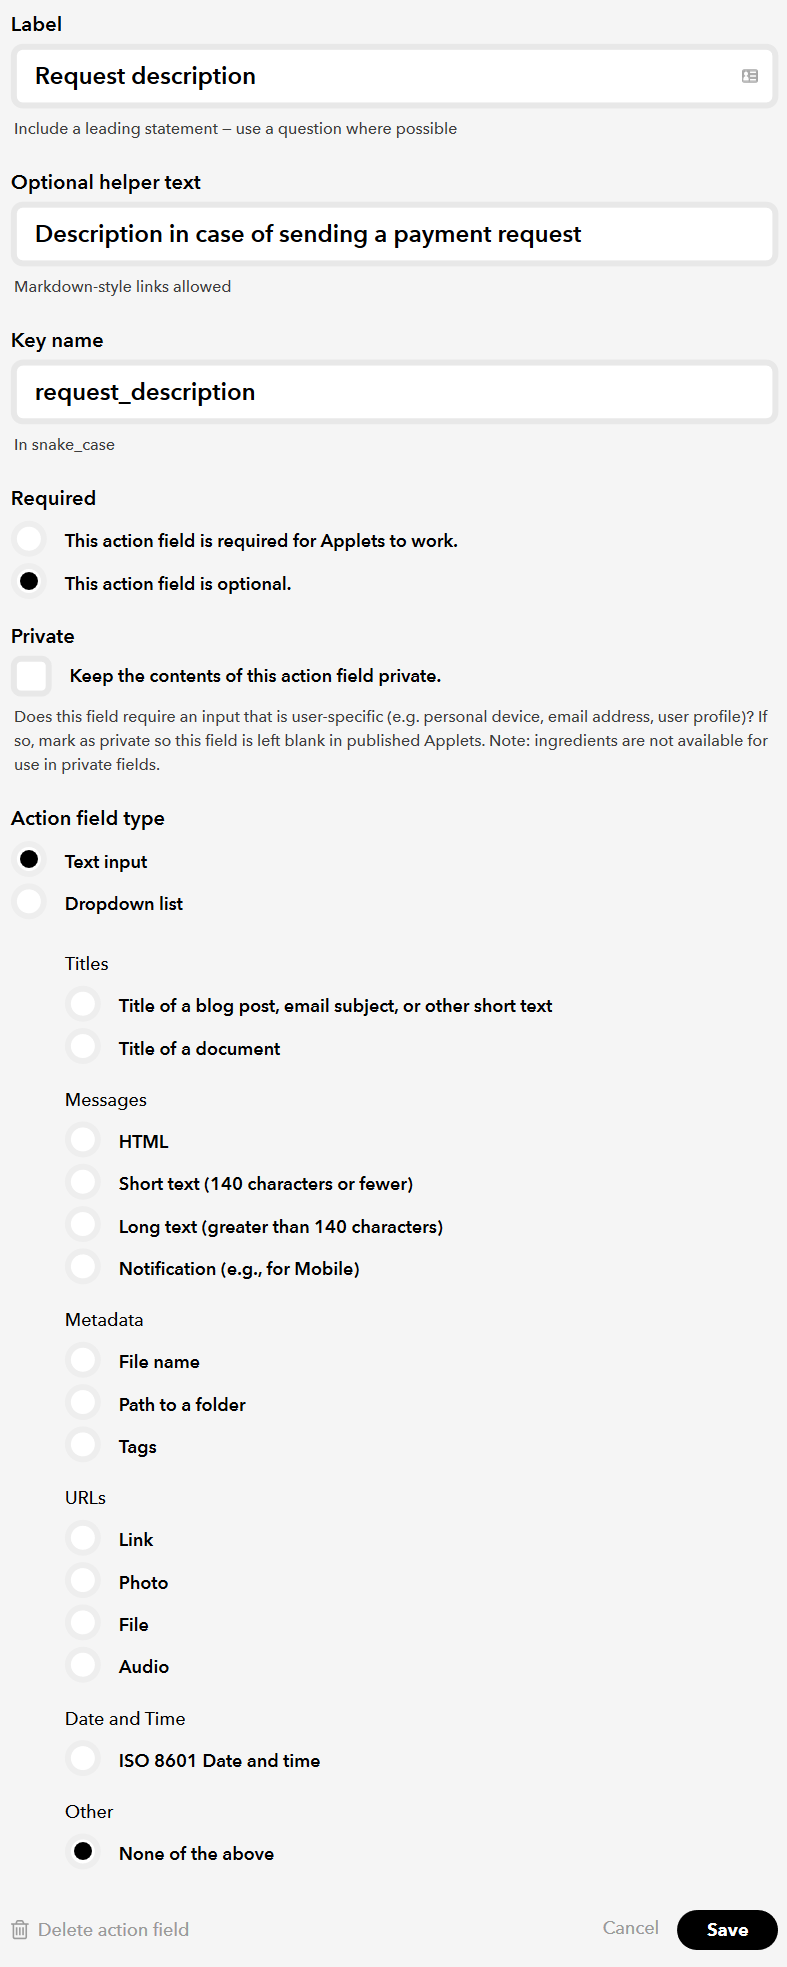 Label
Request description
Include a leading statement – use a question where possible
Optional helper text
Description in case of sending a payment request
Markdown-style links allowed
Key name
request_description
In snake_case
Required
This action field is required for Applets to work.
This action field is optional.
Private
Keep the contents of this action field private.
Does this field require an input that is user-specific (e.g. personal device, email address, user profile)? If
so, mark as private so this field is left blank in published Applets. Note: ingredients are not available for
use in private fields.
Action field type
Text input
Dropdown list
Titles
Title of a blog post, email subject, or other short text
Title of a document
Messages
HTML
Short text (140 characters or fewer)
Long text (greater than 140 characters)
Notification (e.g., for Mobile)
Metadata
File name
Path to a folder
Tags
URLs
Link
Photo
File
Audio
Date and Time
ISO 8601 Date and time
Other
None of the above
Delete action field
Cancel
Save